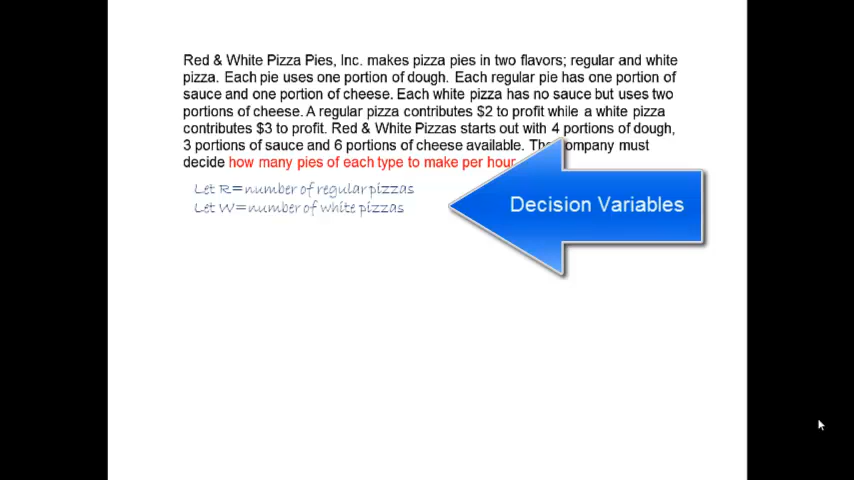 Red & White Pizza Pies, Inc. makes pizza pies in two flavors; regular and white
pizza. Each pie uses one portion of dough. Each regular pie has one portion of
sauce and one portion of cheese. Each white pizza has no sauce but uses two
portions of cheese. A regular pizza contributes $2 to profit while a white pizza
contributes $3 to profit. Red & White Pizzas starts out with 4 portions of dough,
3 portions of sauce and 6 portions of cheese available. The company must
decide how many pies of each type to make per hour
Let R=number of regular pizzas
Let W=number of white pizzas
Decision Variables